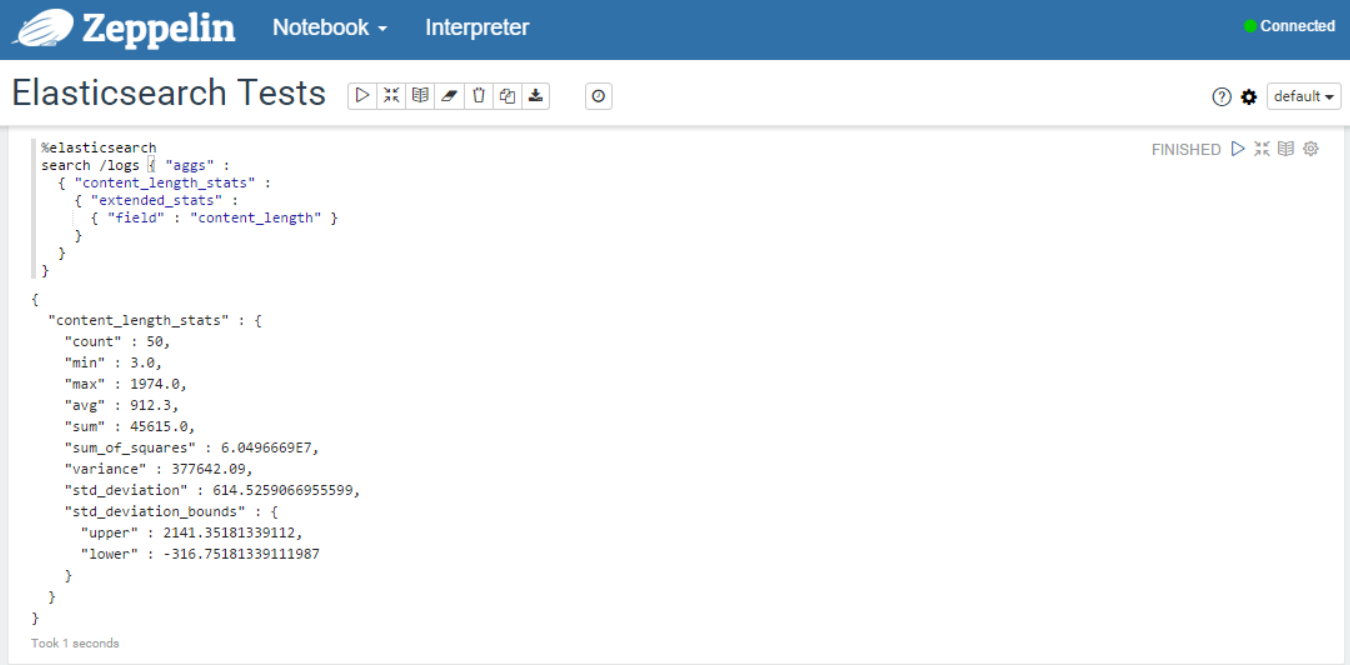 Zeppelin Notebook Interpreter Connected
Elasticsearch Tests default
%elasticsearch FINISHED
search /logs { "aggs" :
{ "content_length_stats" :
{ "extended_stats" :
{ "field" : "content_length" }
}
}
}
{
"content_length_stats" : {
"count" : 50,
"min" : 3.0,
"max" : 1974.0,
"avg" : 912.3,
"sum" : 45615.0,
"sum_of_squares" : 6.0496669E7,
"variance" : 377642.09,
"std_deviation" : 614.5259066955599,
"std_deviation_bounds" : {
"upper" : 2141.35181339112,
"lower" : -316.75181339111987
}
}
}
Took 1 seconds